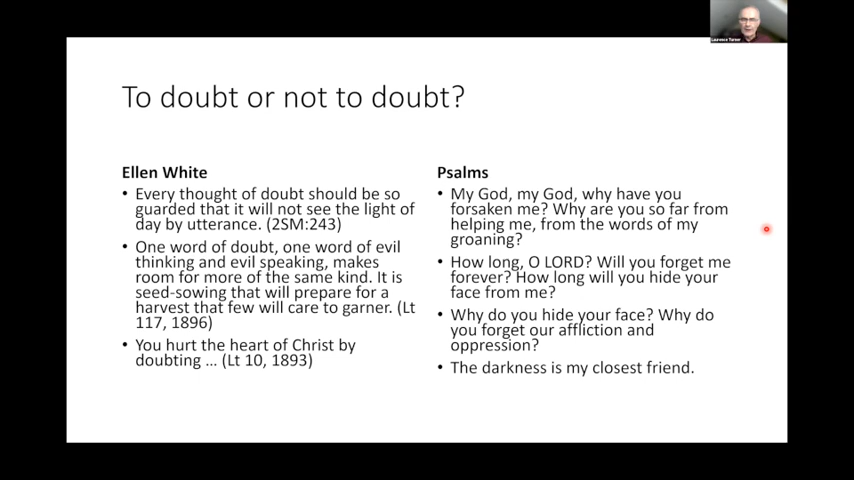 Laurence Turner
To doubt or not to doubt?
Ellen White
• Every thought of doubt should be so
guarded that it will not see the light of
day by utterance. (2SM:243)
• One word of doubt, one word of evil
thinking and evil speaking, makes
room for more of the same kind. It is
seed-sowing that will prepare for a
harvest that few will care to garner. (Lt
117, 1896)
• You hurt the heart of Christ by
doubting … (Lt 10, 1893)
Psalms
• My God, my God, why have you
forsaken me? Why are you so far from
helping me, from the words of my
groaning?
• How long, O LORD? Will you forget me
forever? How long will you hide your
face from me?
• Why do you hide your face? Why do
you forget our affliction and
oppression?
• The darkness is my closest friend.